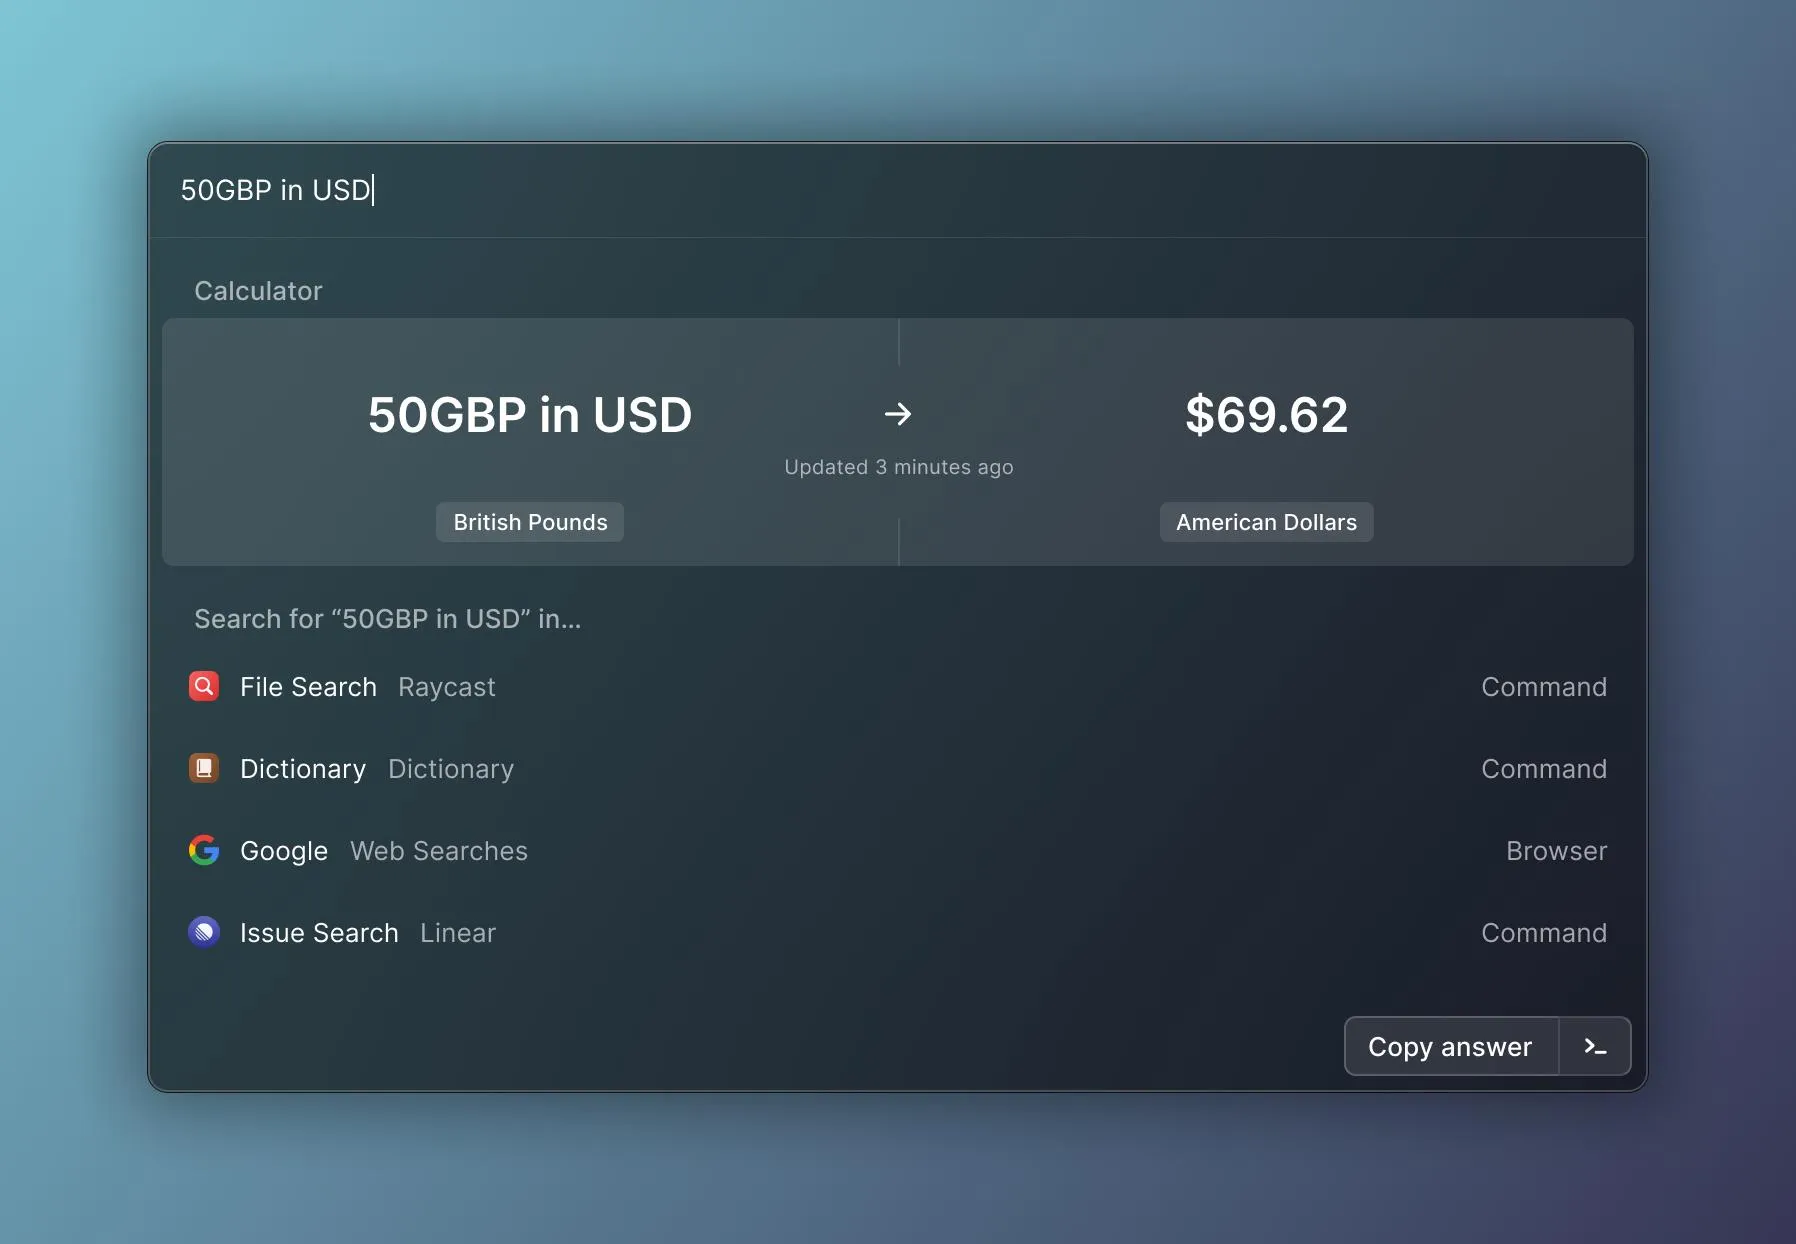 50GBP in USD
Calculator
50GBP in USD → $69.62
Updated 3 minutes ago
British Pounds
American Dollars
Search for “50GBP in USD” in...
File Search Raycast Command
Dictionary Dictionary Command
Google Web Searches Browser
Issue Search Linear Command
Copy answer